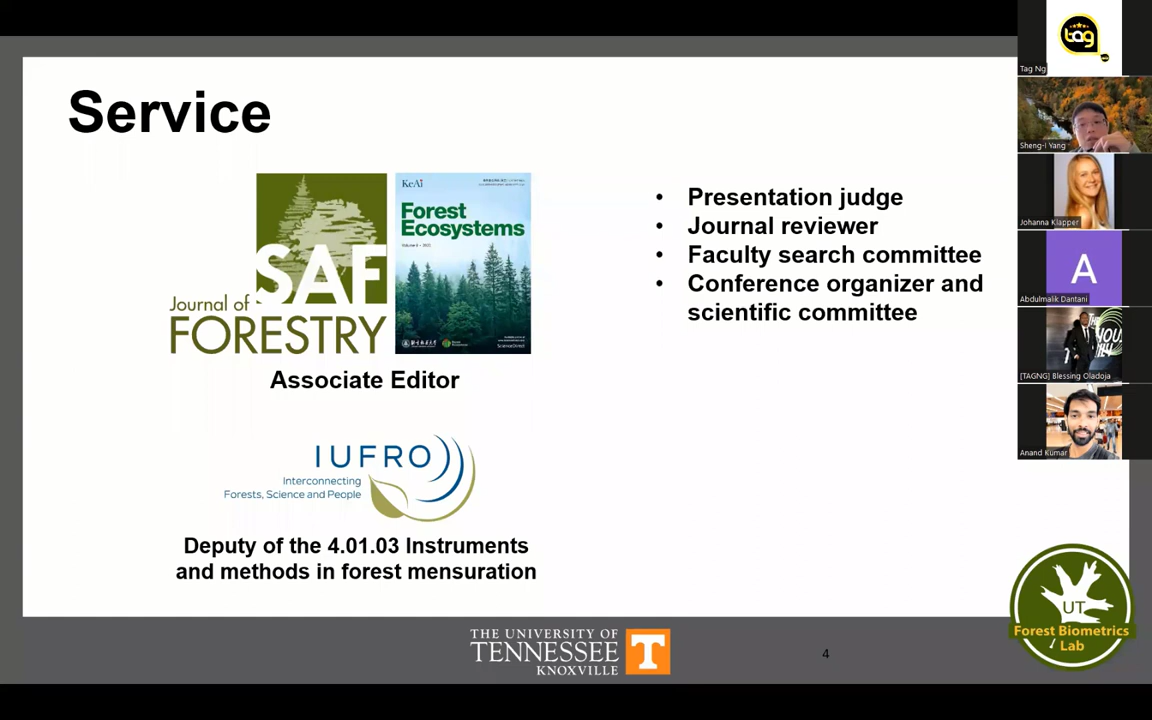 Service
SAF
Journal of
FORESTRY
KeAi
Forest
Ecosystems
Associate Editor
IUFRO
Interconnecting
Forests, Science and People
Deputy of the 4.01.03 Instruments
and methods in forest mensuration
• Presentation judge
• Journal reviewer
• Faculty search committee
• Conference organizer and
scientific committee
THE UNIVERSITY OF
TENNESSEE
KNOXVILLE
T
4
UT
Forest Biometrics
Lab
tag
Tag Ng
Sheng-I Yang
Johanna Klapper
A
Abdulmalik Dantani
[TAGNG] Blessing Oladoja
Anand Kumar